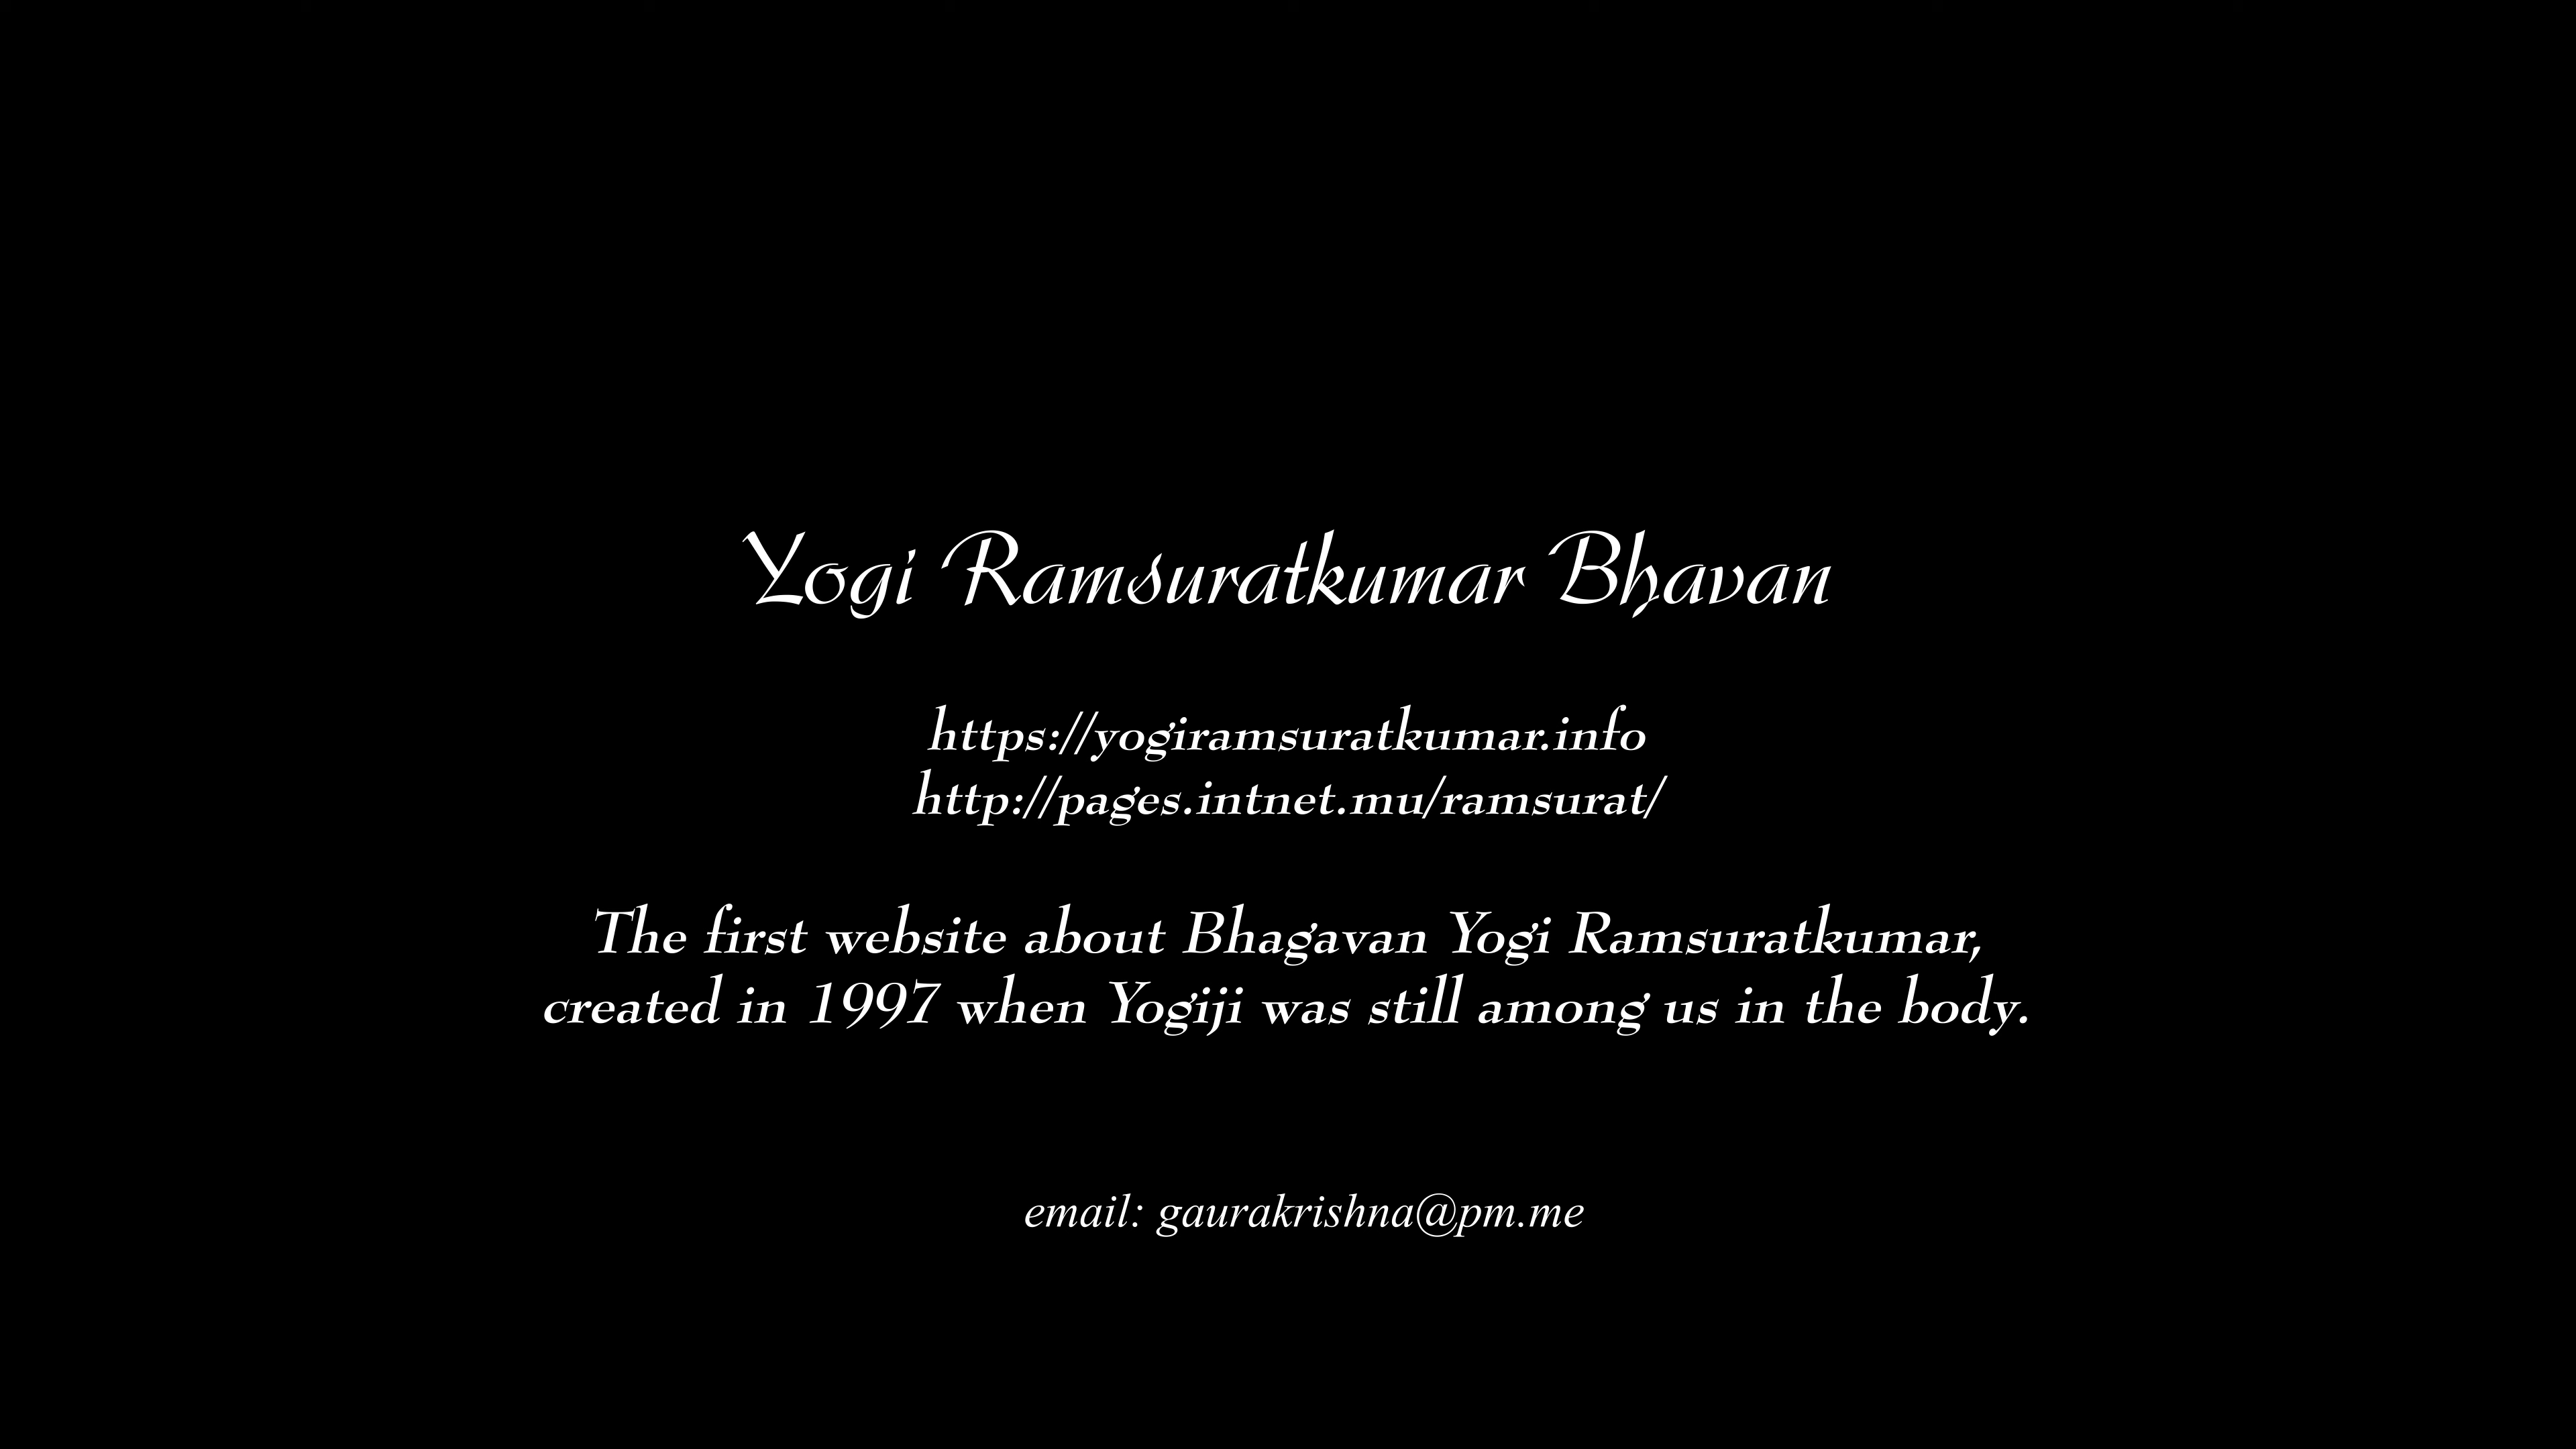 Yogi Ramsuratkumar Bhavan
https://yogiramsuratkumar.info
http://pages.intnet.mu/ramsurat/
The first website about Bhagavan Yogi Ramsuratkumar,
created in 1997 when Yogiji was still among us in the body.
email: gaurakrishna@pm.me